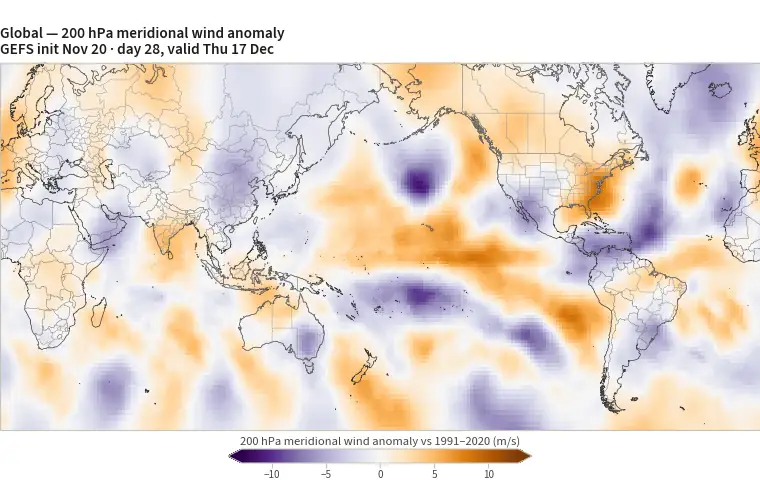 Global — 200 hPa meridional wind anomaly
GEFS init Nov 20 · day 28, valid Thu 17 Dec
200 hPa meridional wind anomaly vs 1991–2020 (m/s)
−10 −5 0 5 10